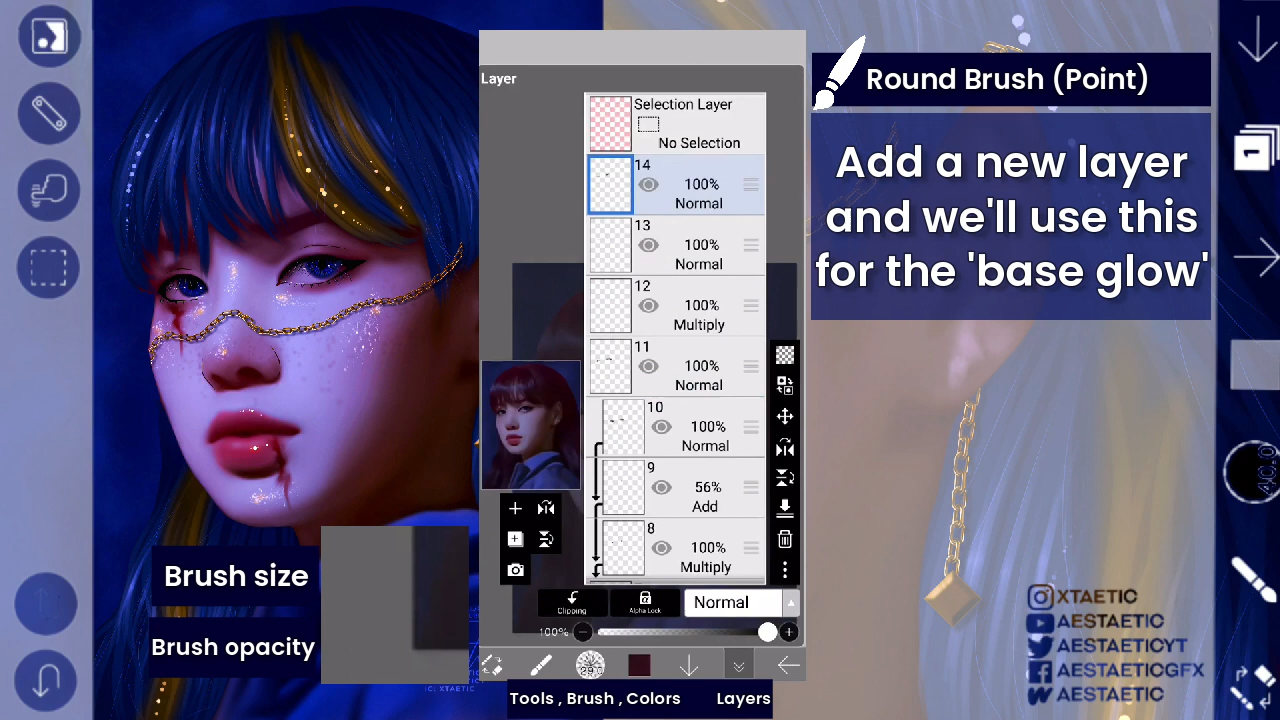 Layer
Selection Layer
No Selection
14
100%
Normal
13
100%
Normal
12
100%
Multiply
11
100%
Normal
10
100%
Normal
9
56%
Add
8
100%
Multiply
Clipping
Alpha Lock
Normal
100%
Tools , Brush , Colors
Layers
Brush size
Brush opacity
IC: XTAETIC
Round Brush (Point)
Add a new layer
and we'll use this
for the 'base glow'
1
XTAETIC
AESTAETIC
AESTAETICYT
AESTAETICGFX
AESTAETIC